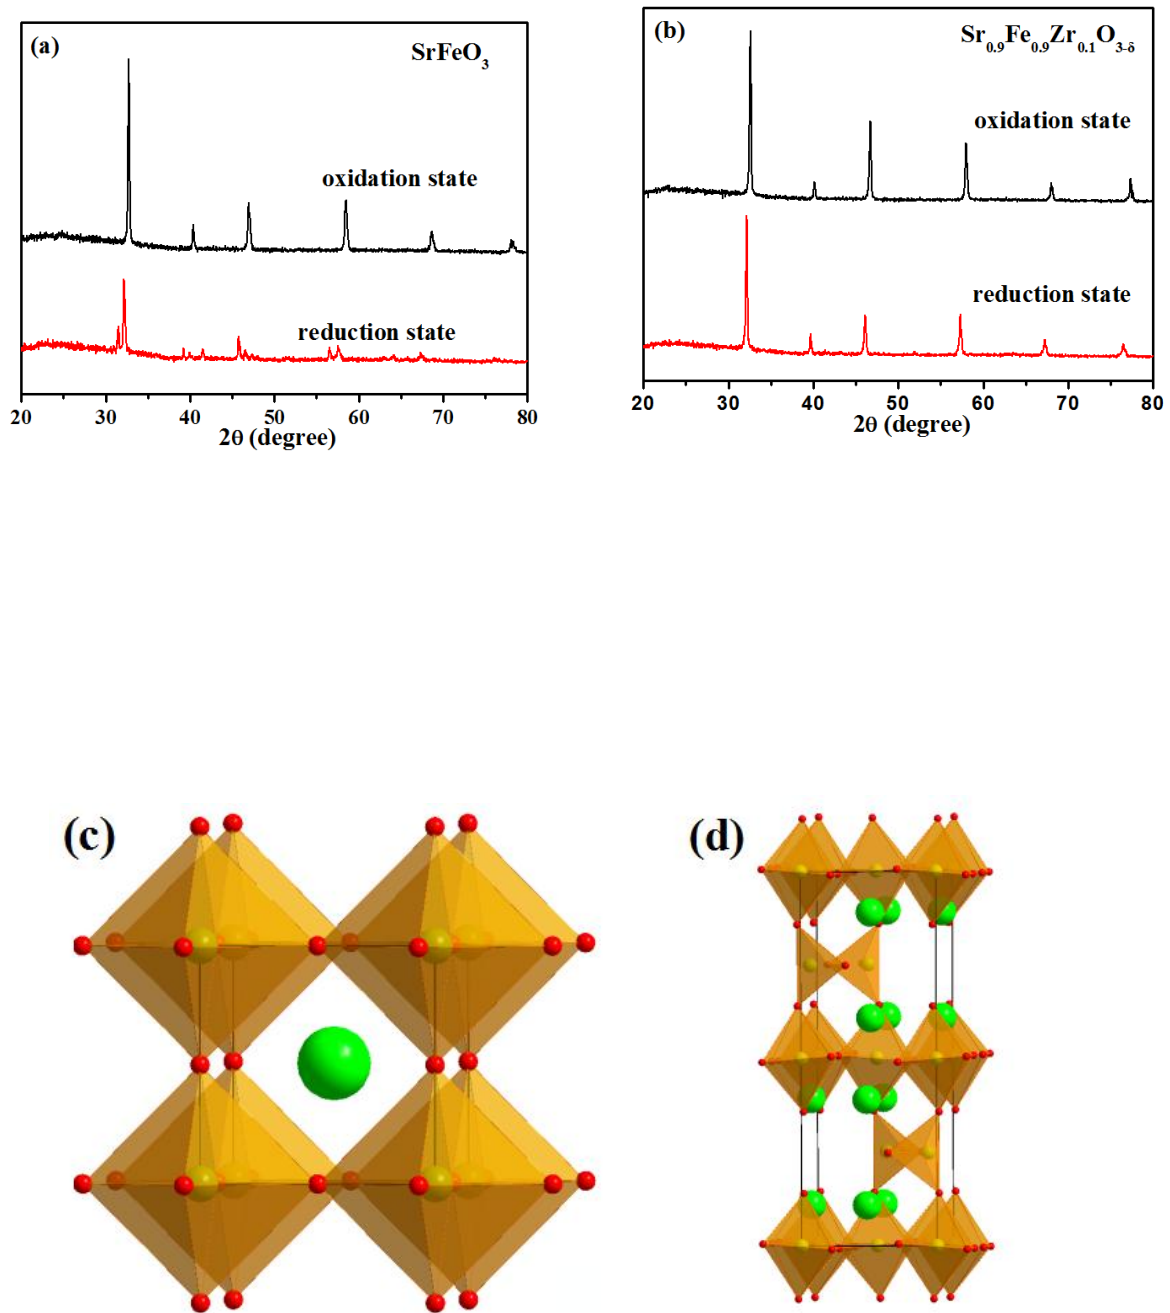 (a)
SrFeO3
oxidation state
reduction state
20 30 40 50 60 70 80
2θ (degree)
(b)
Sr0.9Fe0.9Zr0.1O3-δ
oxidation state
reduction state
20 30 40 50 60 70 80
2θ (degree)
(c)
(d)